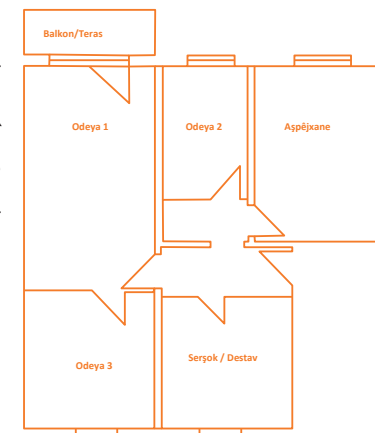 Balkon/Teras
Odeya 1
Odeya 2
Aşpêjxane
Odeya 3
Serşok / Destav